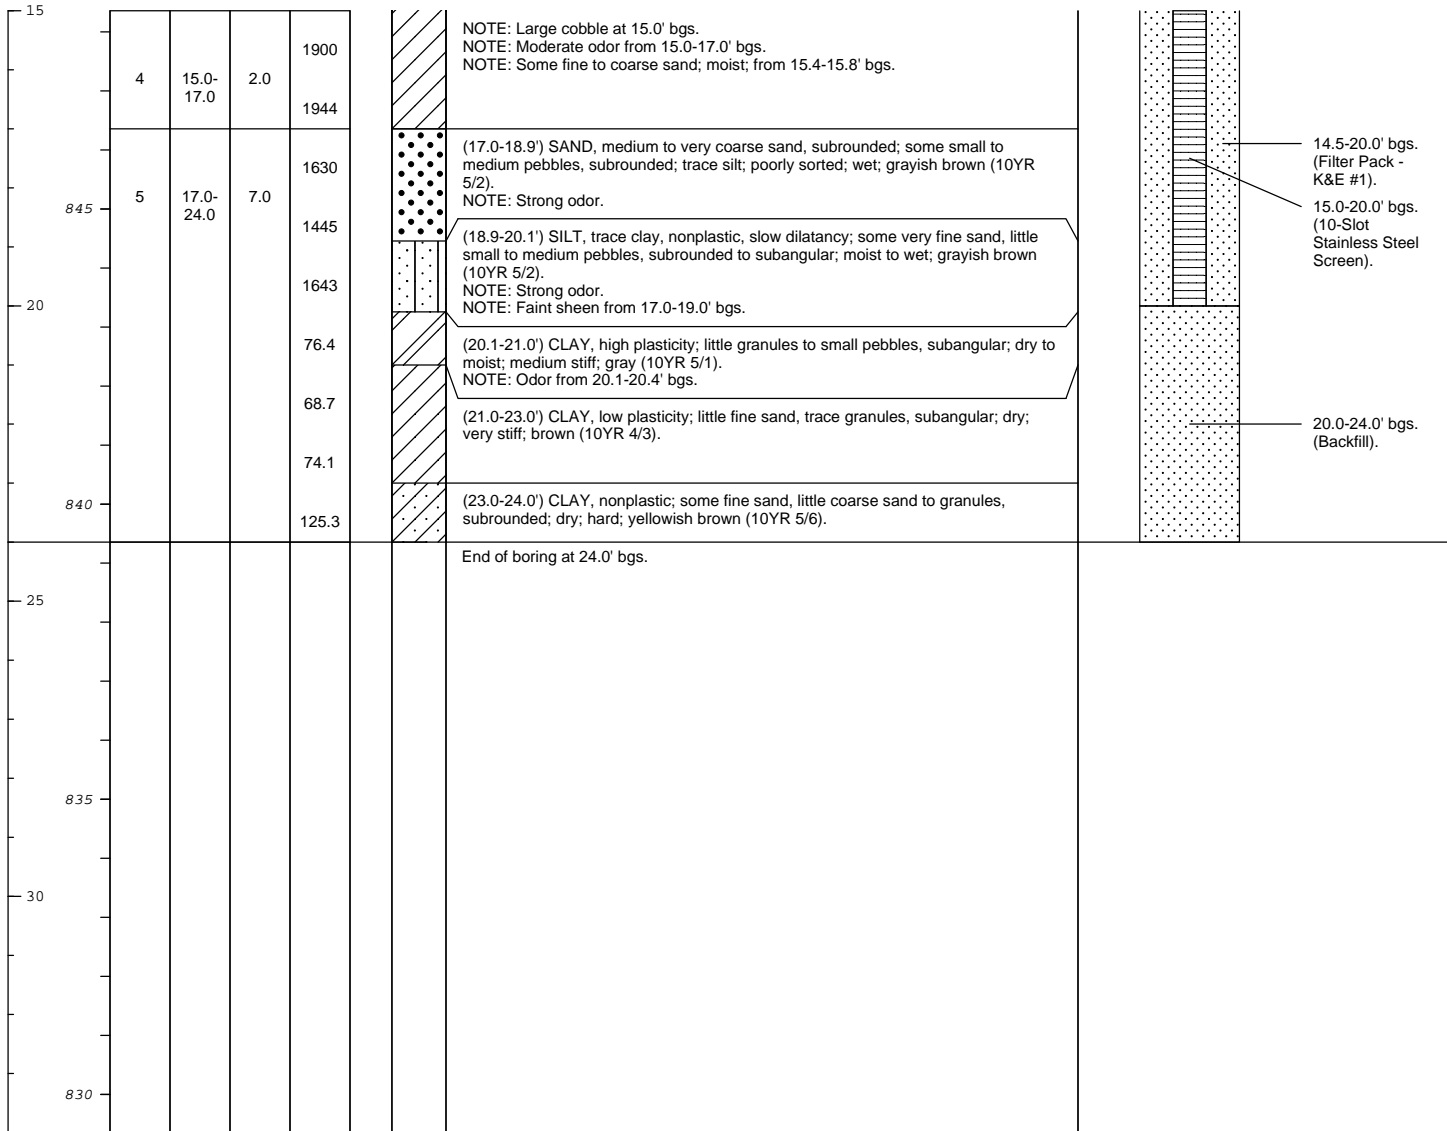 15
NOTE: Large cobble at 15.0' bgs.
1900
NOTE: Moderate odor from 15.0-17.0' bgs.
NOTE: Some fine to coarse sand; moist; from 15.4-15.8' bgs.
4
15.0-
17.0
2.0
1944
(17.0-18.9') SAND, medium to very coarse sand, subrounded; some small to
medium pebbles, subrounded; trace silt; poorly sorted; wet; grayish brown (10YR
5/2).
NOTE: Strong odor.
1630
14.5-20.0' bgs.
(Filter Pack -
K&E #1).
5
17.0-
24.0
7.0
845
1445
15.0-20.0' bgs.
(10-Slot
Stainless Steel
Screen).
(18.9-20.1') SILT, trace clay, nonplastic, slow dilatancy; some very fine sand, little
small to medium pebbles, subrounded to subangular; moist to wet; grayish brown
(10YR 5/2).
NOTE: Strong odor.
NOTE: Faint sheen from 17.0-19.0' bgs.
1643
20
76.4
(20.1-21.0') CLAY, high plasticity; little granules to small pebbles, subangular; dry to
moist; medium stiff; gray (10YR 5/1).
NOTE: Odor from 20.1-20.4' bgs.
68.7
(21.0-23.0') CLAY, low plasticity; little fine sand, trace granules, subangular; dry;
very stiff; brown (10YR 4/3).
20.0-24.0' bgs.
(Backfill).
74.1
840
(23.0-24.0') CLAY, nonplastic; some fine sand, little coarse sand to granules,
subrounded; dry; hard; yellowish brown (10YR 5/6).
125.3
End of boring at 24.0' bgs.
25
835
30
830